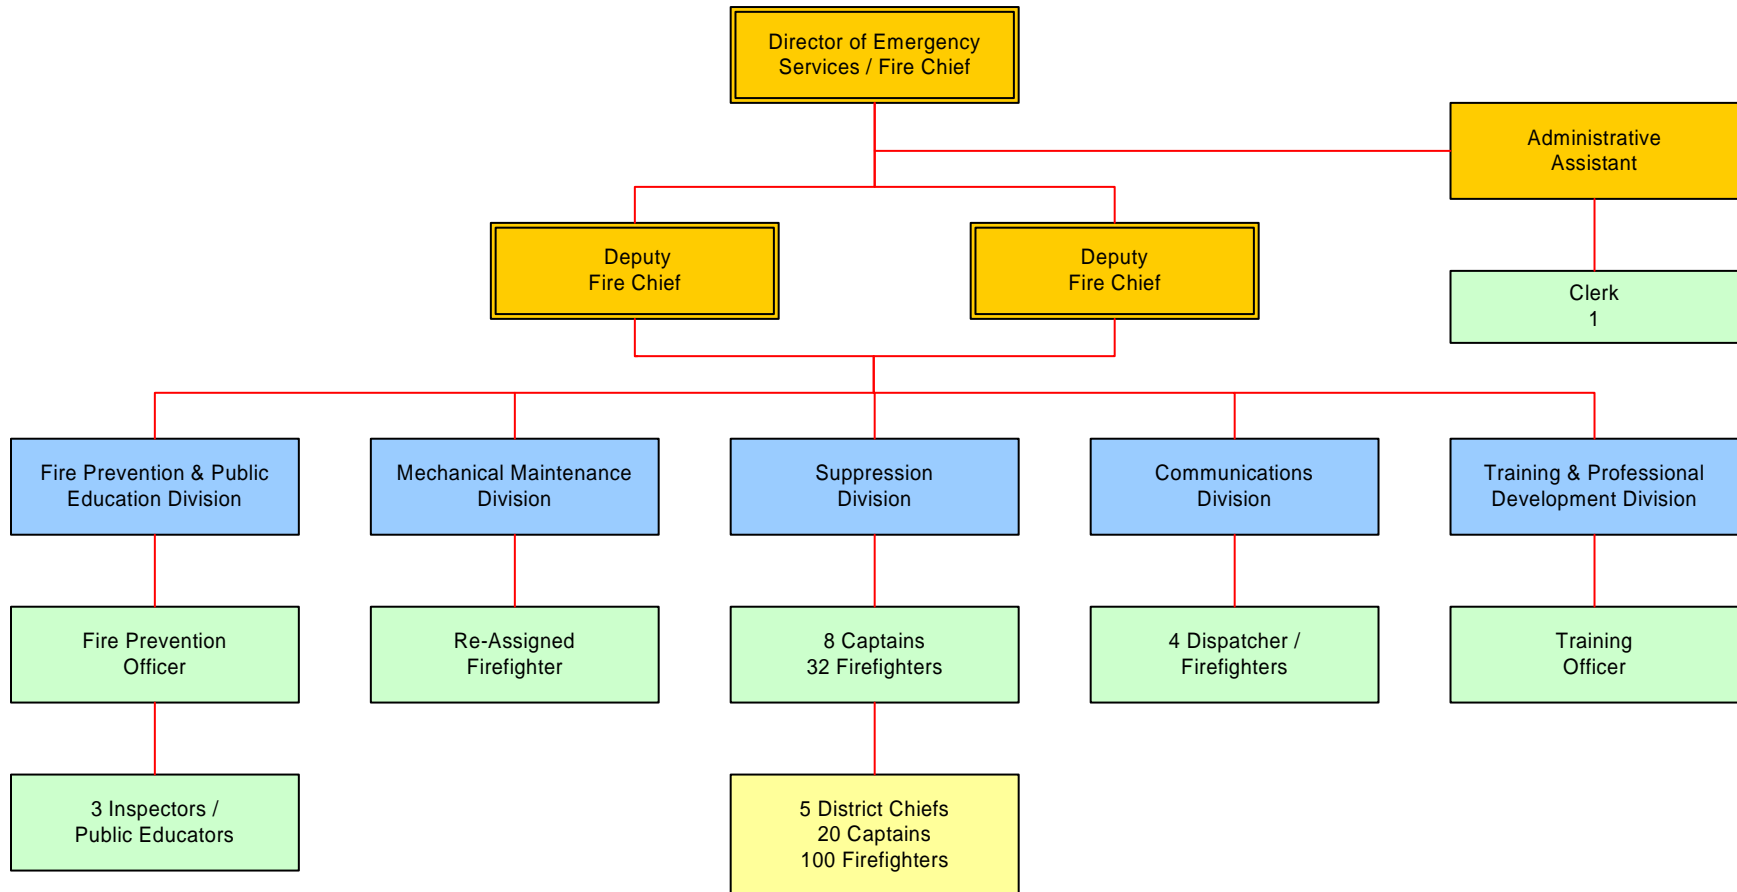 Director of Emergency
Services / Fire Chief
Administrative
Assistant
Deputy
Fire Chief
Deputy
Fire Chief
Clerk
1
Fire Prevention & Public
Education Division
Mechanical Maintenance
Division
Suppression
Division
Communications
Division
Training & Professional
Development Division
Fire Prevention
Officer
Re-Assigned
Firefighter
8 Captains
32 Firefighters
4 Dispatcher /
Firefighters
Training
Officer
3 Inspectors /
Public Educators
5 District Chiefs
20 Captains
100 Firefighters